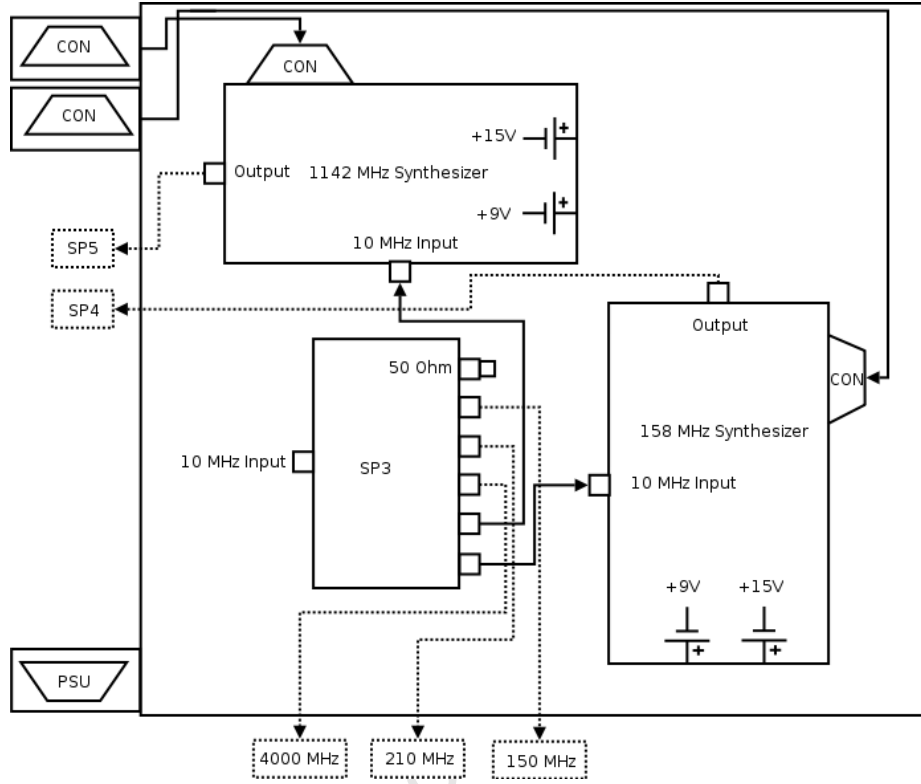 CON
CON
CON
+15V
Output
1142 MHz Synthesizer
+9V
10 MHz Input
SP5
SP4
Output
50 Ohm
CON
158 MHz Synthesizer
10 MHz Input
SP3
10 MHz Input
+9V
+15V
PSU
4000 MHz
210 MHz
150 MHz